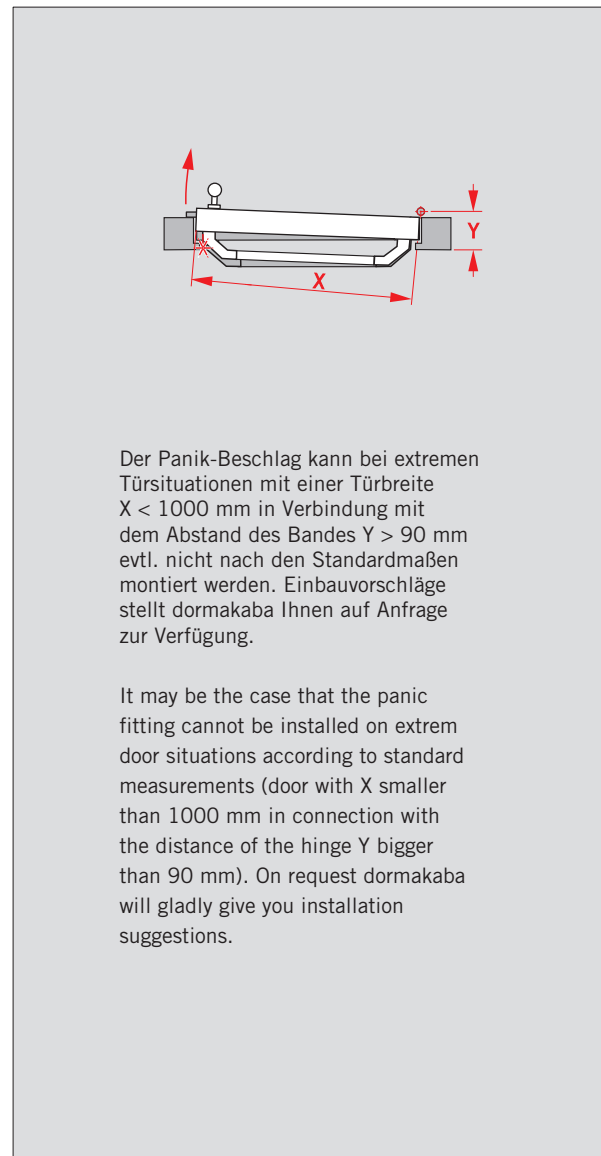 Y
X
Der Panik-Beschlag kann bei extremen
Türsituationen mit einer Türbreite
X < 1000 mm in Verbindung mit
dem Abstand des Bandes Y > 90 mm
evtl. nicht nach den Standardmaßen
montiert werden. Einbauvorschläge
stellt dormakaba Ihnen auf Anfrage
zur Verfügung.
It may be the case that the panic
fitting cannot be installed on extrem
door situations according to standard
measurements (door with X smaller
than 1000 mm in connection with
the distance of the hinge Y bigger
than 90 mm). On request dormakaba
will gladly give you installation
suggestions.